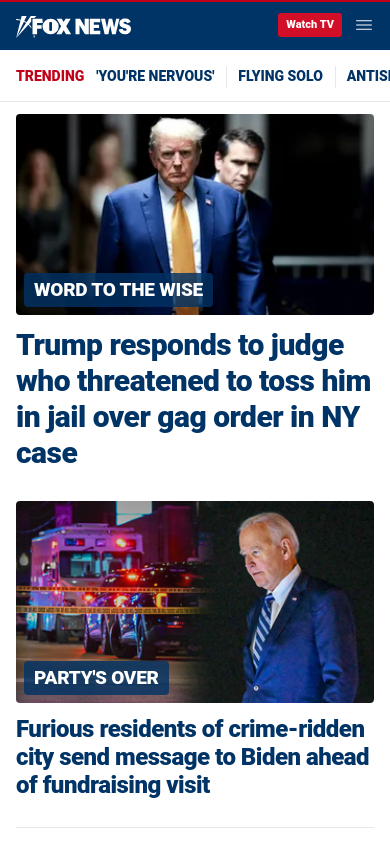 FOX NEWS
Watch TV
TRENDING 'YOU'RE NERVOUS' FLYING SOLO ANTIS
WORD TO THE WISE
Trump responds to judge
who threatened to toss him
in jail over gag order in NY
case
PARTY'S OVER
Furious residents of crime-ridden
city send message to Biden ahead
of fundraising visit